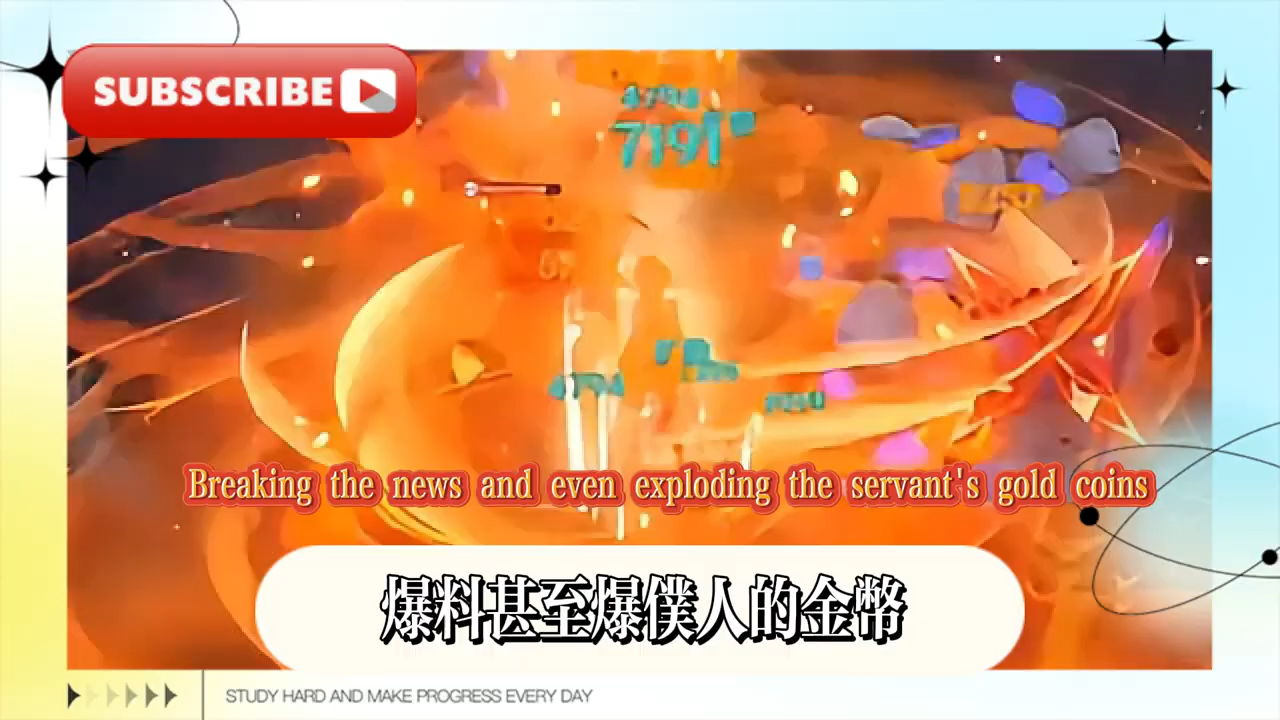 SUBSCRIBE
7191
4794
Breaking the news and even exploding the servant's gold coins
爆料甚至爆僕人的金幣
STUDY HARD AND MAKE PROGRESS EVERY DAY